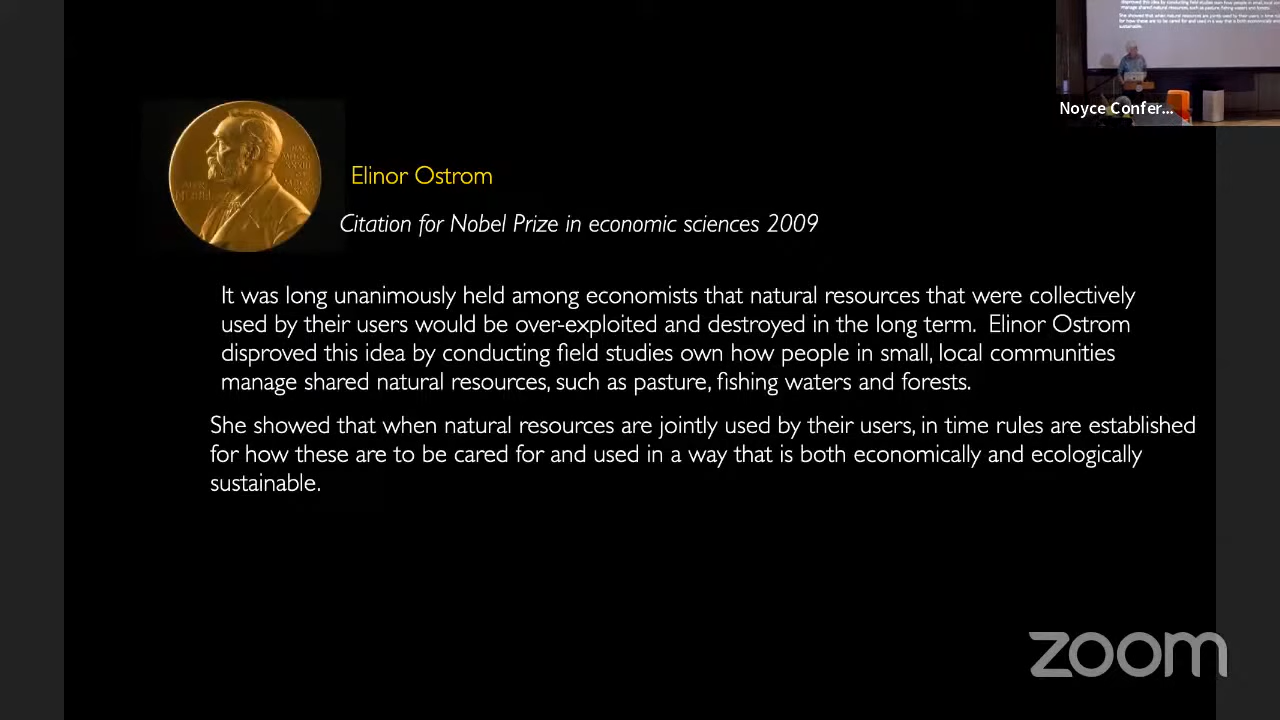 Elinor Ostrom
Citation for Nobel Prize in economic sciences 2009
It was long unanimously held among economists that natural resources that were collectively
used by their users would be over-exploited and destroyed in the long term. Elinor Ostrom
disproved this idea by conducting field studies own how people in small, local communities
manage shared natural resources, such as pasture, fishing waters and forests.
She showed that when natural resources are jointly used by their users, in time rules are established
for how these are to be cared for and used in a way that is both economically and ecologically
sustainable.
Noyce Confer...
zoom